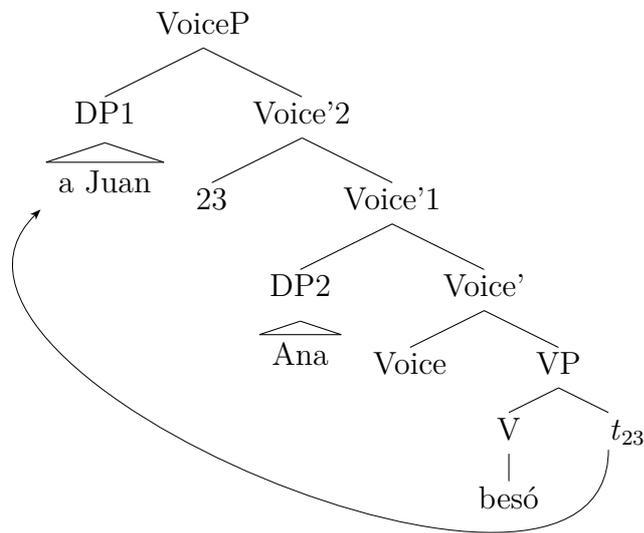 VoiceP
DP1 Voice'2
a Juan 23 Voice'1
DP2 Voice'
Ana Voice VP
V t₂₃
besó